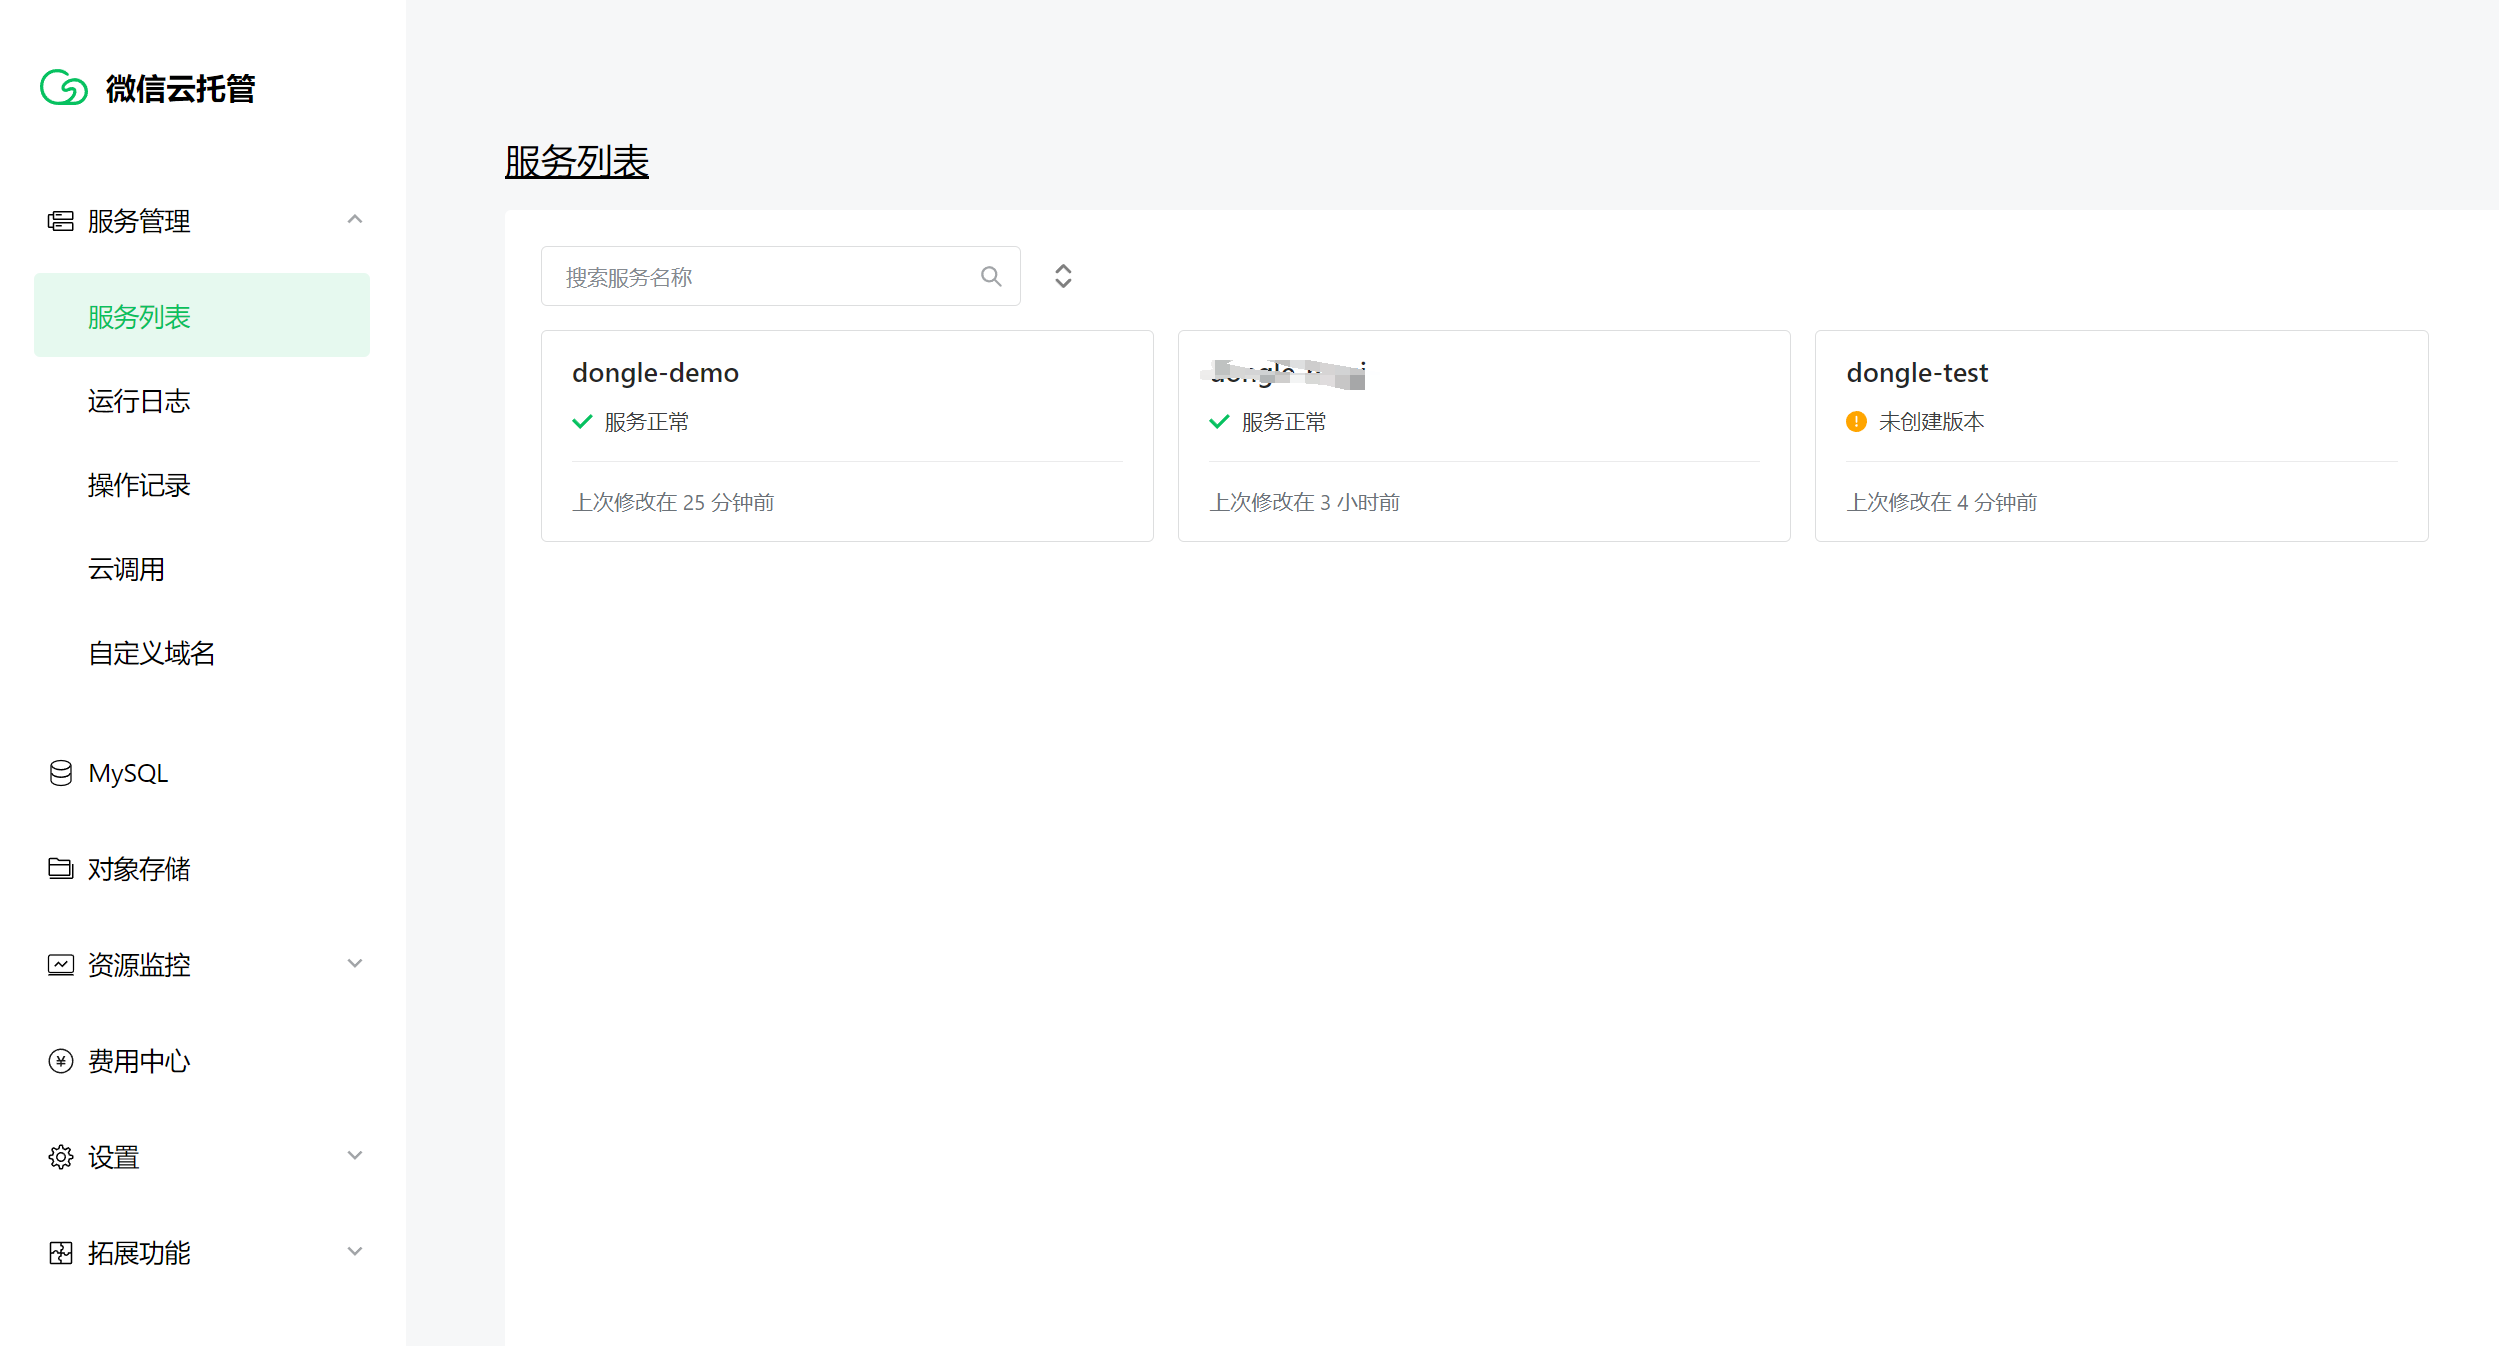 微信云托管
服务管理
服务列表
运行日志
操作记录
云调用
自定义域名
MySQL
对象存储
资源监控
费用中心
设置
拓展功能
服务列表
搜索服务名称
dongle-demo
服务正常
上次修改在 25 分钟前
服务正常
上次修改在 3 小时前
dongle-test
未创建版本
上次修改在 4 分钟前